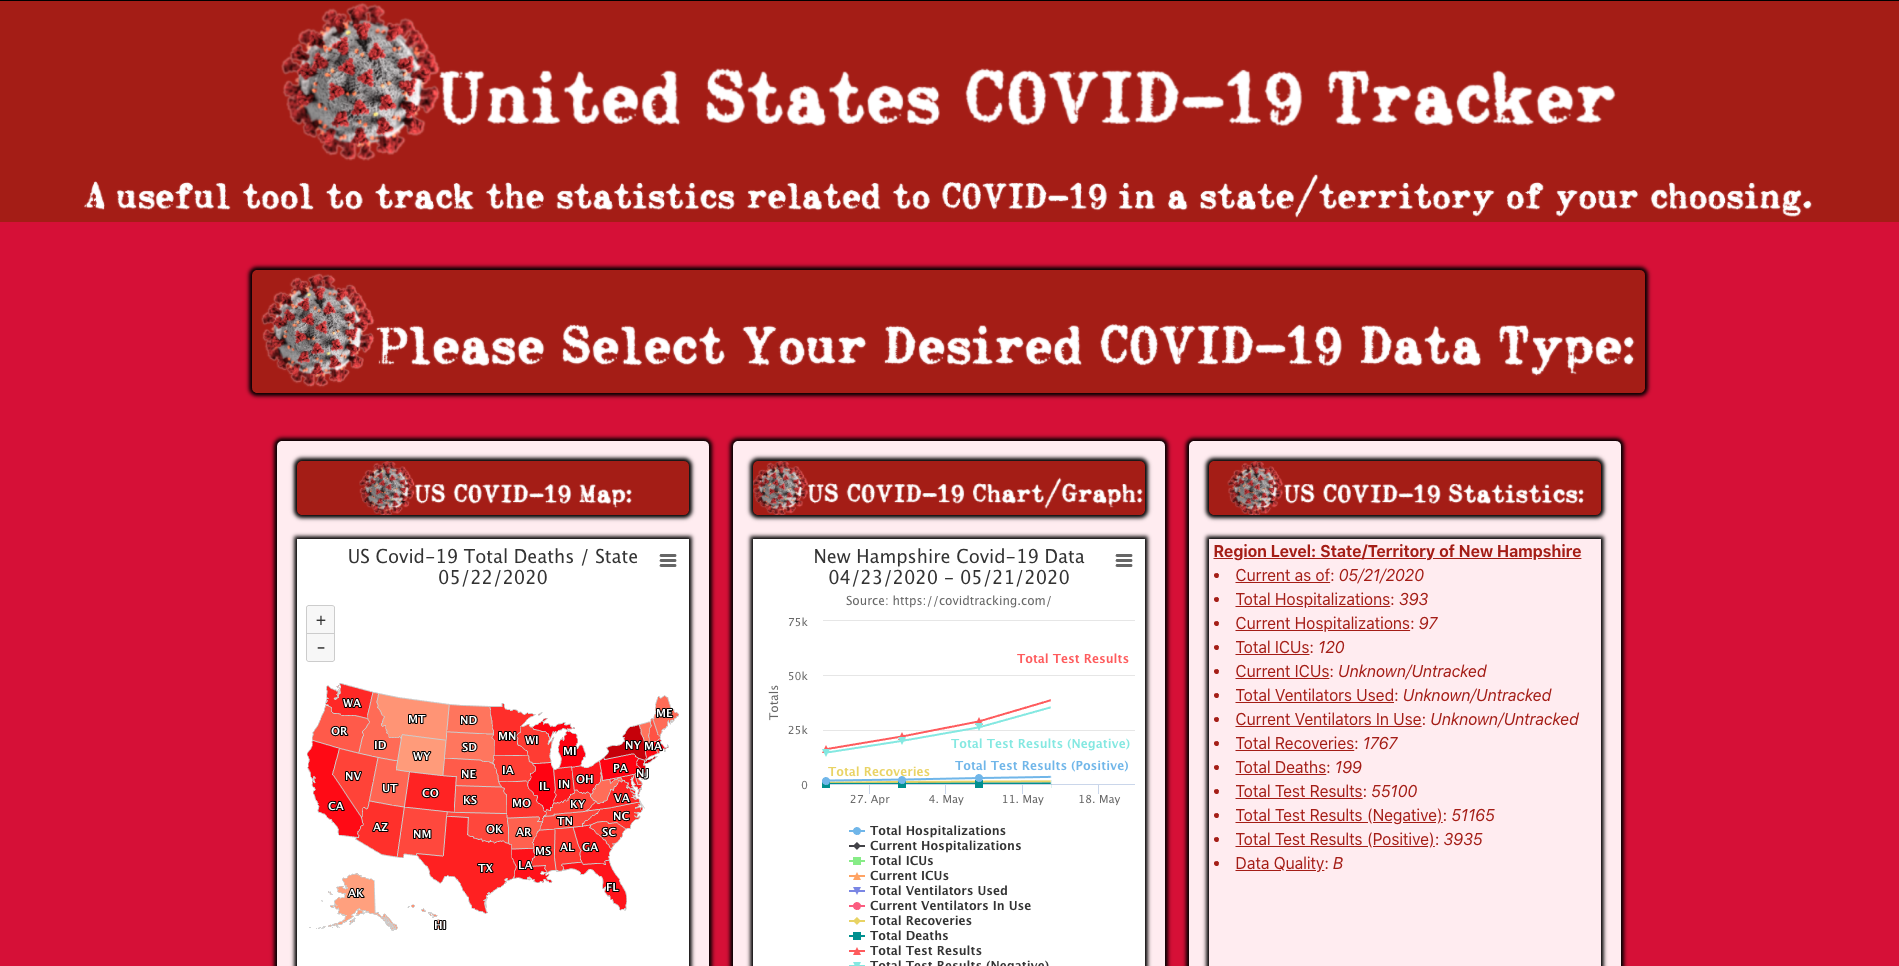 United States COVID-19 Tracker
A useful tool to track the statistics related to COVID-19 in a state/territory of your choosing.
Please Select Your Desired COVID-19 Data Type:
US COVID-19 Map:
US Covid-19 Total Deaths / State
05/22/2020
+
-
WA
MT
ND
ME
OR
ID
MN
WI
SD
WY
MI
NY
MA
NV
UT
NE
IA
PA
NJ
IL
IN
OH
CA
CO
KS
MO
KY
VA
AZ
NM
OK
AR
TN
NC
SC
MS
AL
GA
TX
LA
FL
AK
HI
US COVID-19 Chart/Graph:
New Hampshire Covid-19 Data
04/23/2020 - 05/21/2020
Source: https://covidtracking.com/
75k
Total Test Results
50k
Totals
25k
Total Test Results (Negative)
Total Test Results (Positive)
Total Recoveries
0
27. Apr
4. May
11. May
18. May
Total Hospitalizations
Current Hospitalizations
Total ICUs
Current ICUs
Total Ventilators Used
Current Ventilators In Use
Total Recoveries
Total Deaths
Total Test Results
Total Test Results (Negative)
US COVID-19 Statistics:
Region Level: State/Territory of New Hampshire
• Current as of: 05/21/2020
• Total Hospitalizations: 393
• Current Hospitalizations: 97
• Total ICUs: 120
• Current ICUs: Unknown/Untracked
• Total Ventilators Used: Unknown/Untracked
• Current Ventilators In Use: Unknown/Untracked
• Total Recoveries: 1767
• Total Deaths: 199
• Total Test Results: 55100
• Total Test Results (Negative): 51165
• Total Test Results (Positive): 3935
• Data Quality: B